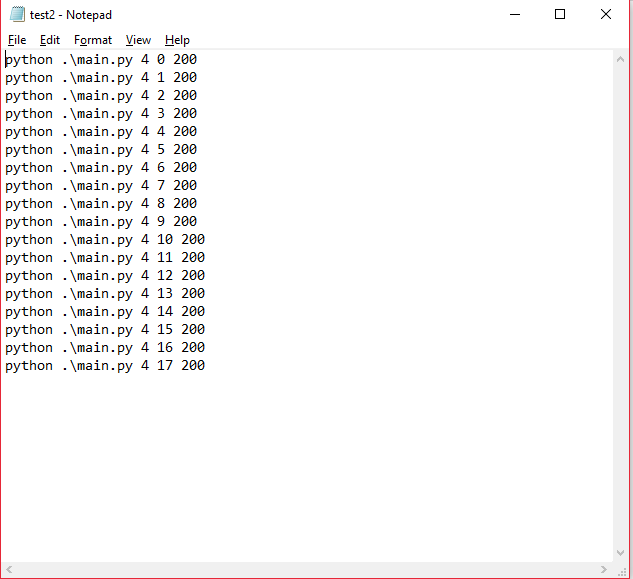 test2 - Notepad
File Edit Format View Help
python .\main.py 4 0 200
python .\main.py 4 1 200
python .\main.py 4 2 200
python .\main.py 4 3 200
python .\main.py 4 4 200
python .\main.py 4 5 200
python .\main.py 4 6 200
python .\main.py 4 7 200
python .\main.py 4 8 200
python .\main.py 4 9 200
python .\main.py 4 10 200
python .\main.py 4 11 200
python .\main.py 4 12 200
python .\main.py 4 13 200
python .\main.py 4 14 200
python .\main.py 4 15 200
python .\main.py 4 16 200
python .\main.py 4 17 200